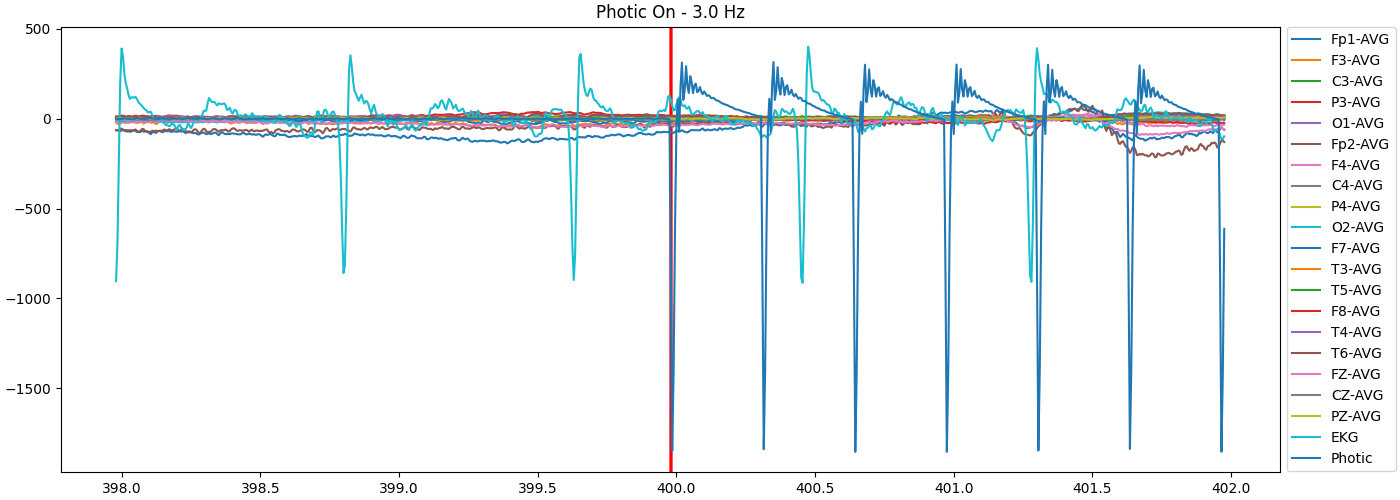 Photic On - 3.0 Hz
500
0
−500
−1000
−1500
398.0 398.5 399.0 399.5 400.0 400.5 401.0 401.5 402.0
Fp1-AVG
F3-AVG
C3-AVG
P3-AVG
O1-AVG
Fp2-AVG
F4-AVG
C4-AVG
P4-AVG
O2-AVG
F7-AVG
T3-AVG
T5-AVG
F8-AVG
T4-AVG
T6-AVG
FZ-AVG
CZ-AVG
PZ-AVG
EKG
Photic